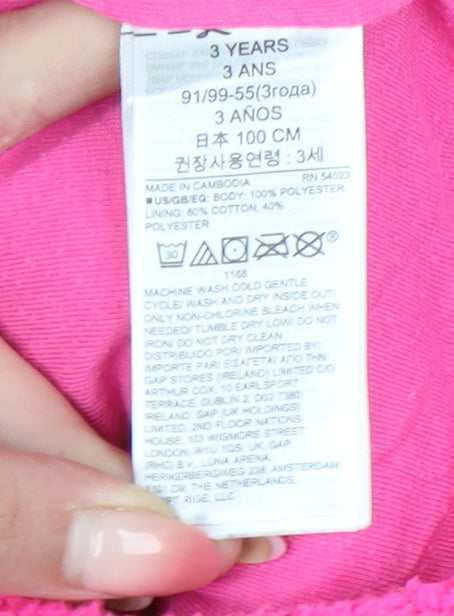 3 YEARS
3 ANS
91/99-55(3года)
3 AÑOS
日本 100 CM
권장사용연령 : 3세
MADE IN CAMBODIA RN 54023
■ US/GB/EG: BODY: 100% POLYESTER,
LINING: 60% COTTON, 40%
POLYESTER
30 ®
1166
MACHINE WASH COLD GENTLE
CYCLE/ WASH AND DRY INSIDE OUT/
ONLY NON-CHLORINE BLEACH WHEN
NEEDED/ TUMBLE DRY LOW/ DO NOT
IRON/ DO NOT DRY CLEAN
DISTRIBUIDO POR/ IMPORTED BY/
IMPORTE PAR/ ΕΙΣΑΓΕΤΑΙ ΑΠΟ ΤΗΝ:
GAP STORES (IRELAND) LIMITED C/O
ARTHUR COX, 10 EARLSFORT
TERRACE, DUBLIN 2, D02 T380,
IRELAND. GAP (UK HOLDINGS)
LIMITED, 2ND FLOOR NATIONS
HOUSE, 103 WIGMORE STREET,
LONDON, W1U 1QS, UK. GAP
(RHC) B.V., LUNA ARENA,
HERIKERBERGWEG 238, AMSTERDAM
CM, THE NETHERLANDS.
RIGE, LLC